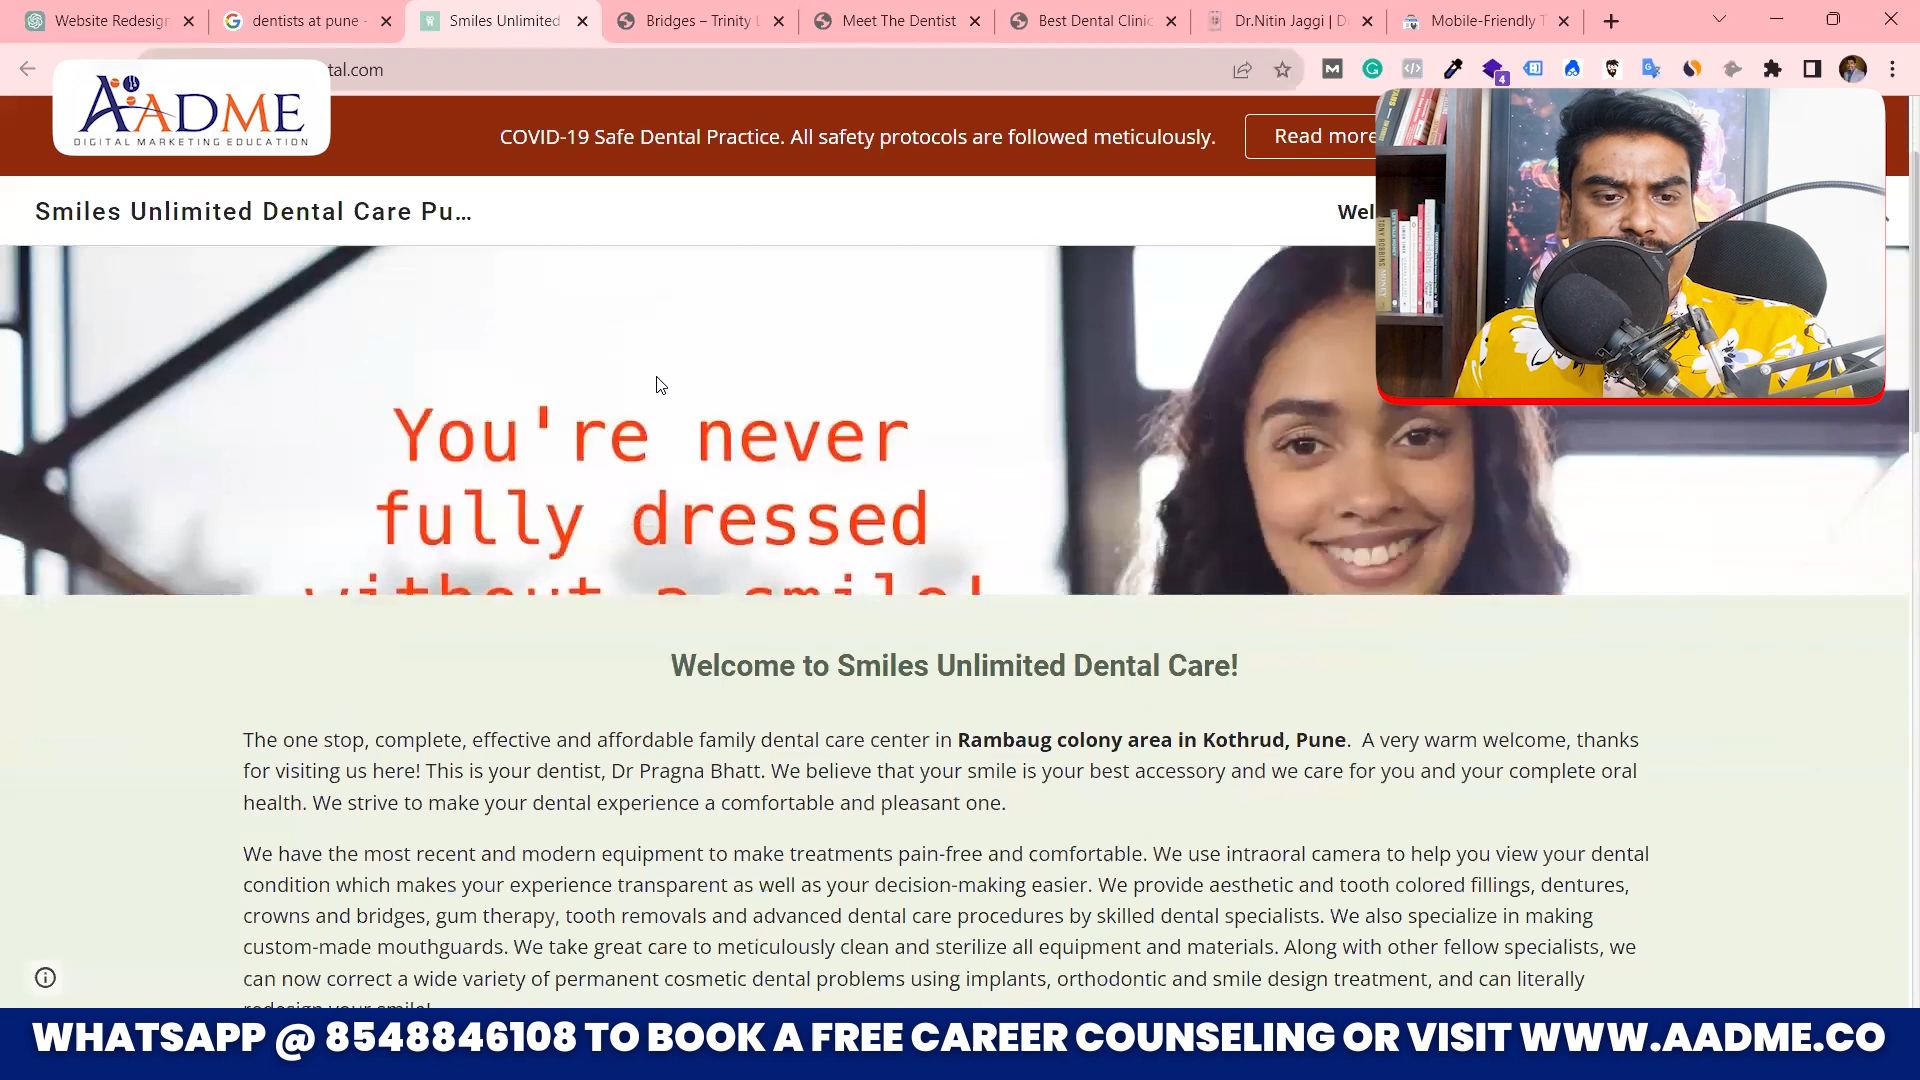 Website Redesign
dentists at pune -
Smiles Unlimited
Bridges – Trinity
Meet The Dentist
Best Dental Clinic
Dr.Nitin Jaggi | D
Mobile-Friendly T
tal.com
4
AADME
DIGITAL MARKETING EDUCATION
COVID-19 Safe Dental Practice. All safety protocols are followed meticulously.
Read more
Smiles Unlimited Dental Care Pu...
Wel
You're never
fully dressed
without a smile!
Welcome to Smiles Unlimited Dental Care!
The one stop, complete, effective and affordable family dental care center in Rambaug colony area in Kothrud, Pune. A very warm welcome, thanks
for visiting us here! This is your dentist, Dr Pragna Bhatt. We believe that your smile is your best accessory and we care for you and your complete oral
health. We strive to make your dental experience a comfortable and pleasant one.
We have the most recent and modern equipment to make treatments pain-free and comfortable. We use intraoral camera to help you view your dental
condition which makes your experience transparent as well as your decision-making easier. We provide aesthetic and tooth colored fillings, dentures,
crowns and bridges, gum therapy, tooth removals and advanced dental care procedures by skilled dental specialists. We also specialize in making
custom-made mouthguards. We take great care to meticulously clean and sterilize all equipment and materials. Along with other fellow specialists, we
can now correct a wide variety of permanent cosmetic dental problems using implants, orthodontic and smile design treatment, and can literally
redesign your smile!
WHATSAPP @ 8548846108 TO BOOK A FREE CAREER COUNSELING OR VISIT WWW.AADME.CO